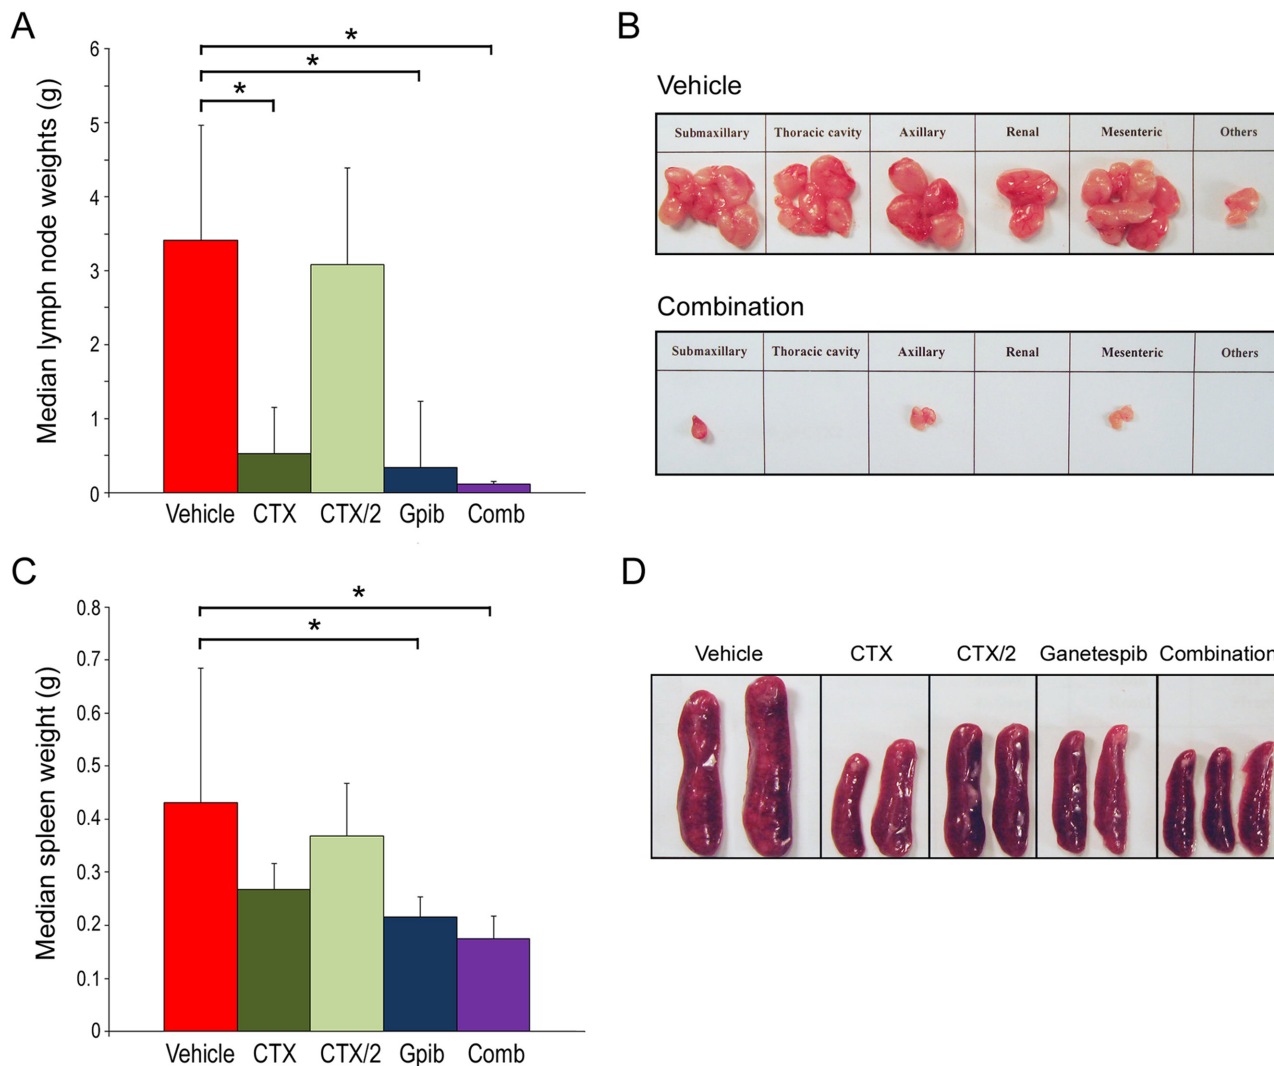 A
Median lymph node weights (g)
6
5
4
3
2
1
0
*
*
*
Vehicle CTX CTX/2 Gpib Comb
B
Vehicle
Submaxillary Thoracic cavity Axillary Renal Mesenteric Others
Combination
Submaxillary Thoracic cavity Axillary Renal Mesenteric Others
C
Median spleen weight (g)
0.8
0.7
0.6
0.5
0.4
0.3
0.2
0.1
0
*
*
Vehicle CTX CTX/2 Gpib Comb
D
Vehicle CTX CTX/2 Ganetespib Combination